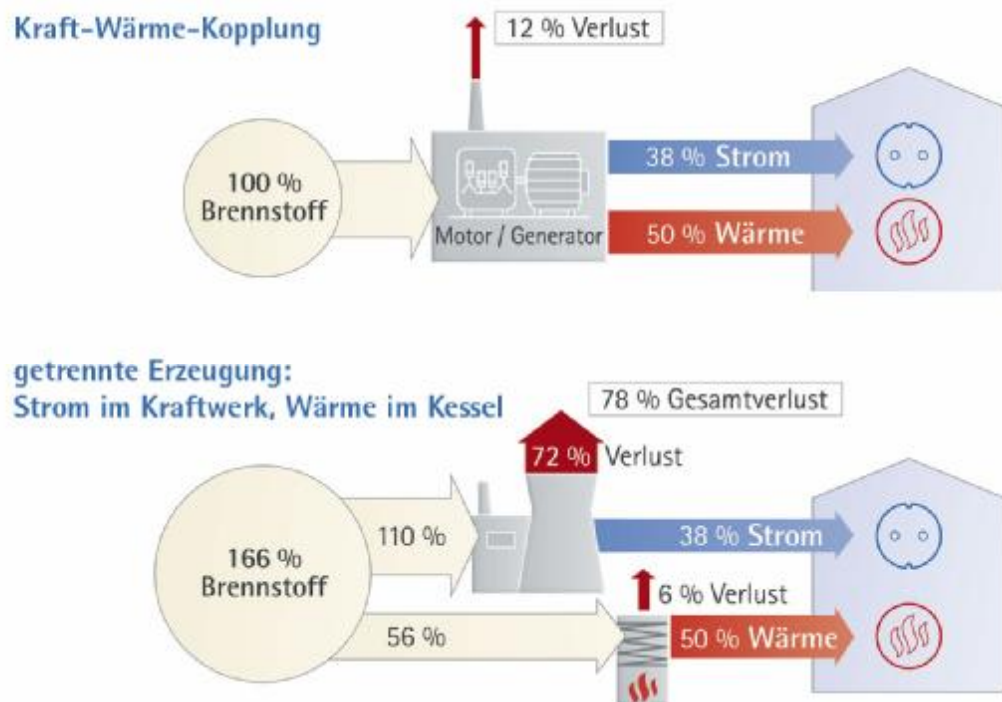 Kraft-Wärme-Kopplung
12 % Verlust
100 %
Brennstoff
38 % Strom
50 % Wärme
Motor / Generator
getrennte Erzeugung:
Strom im Kraftwerk, Wärme im Kessel
78 % Gesamtverlust
72 % Verlust
110 %
38 % Strom
166 %
Brennstoff
6 % Verlust
56 %
50 % Wärme